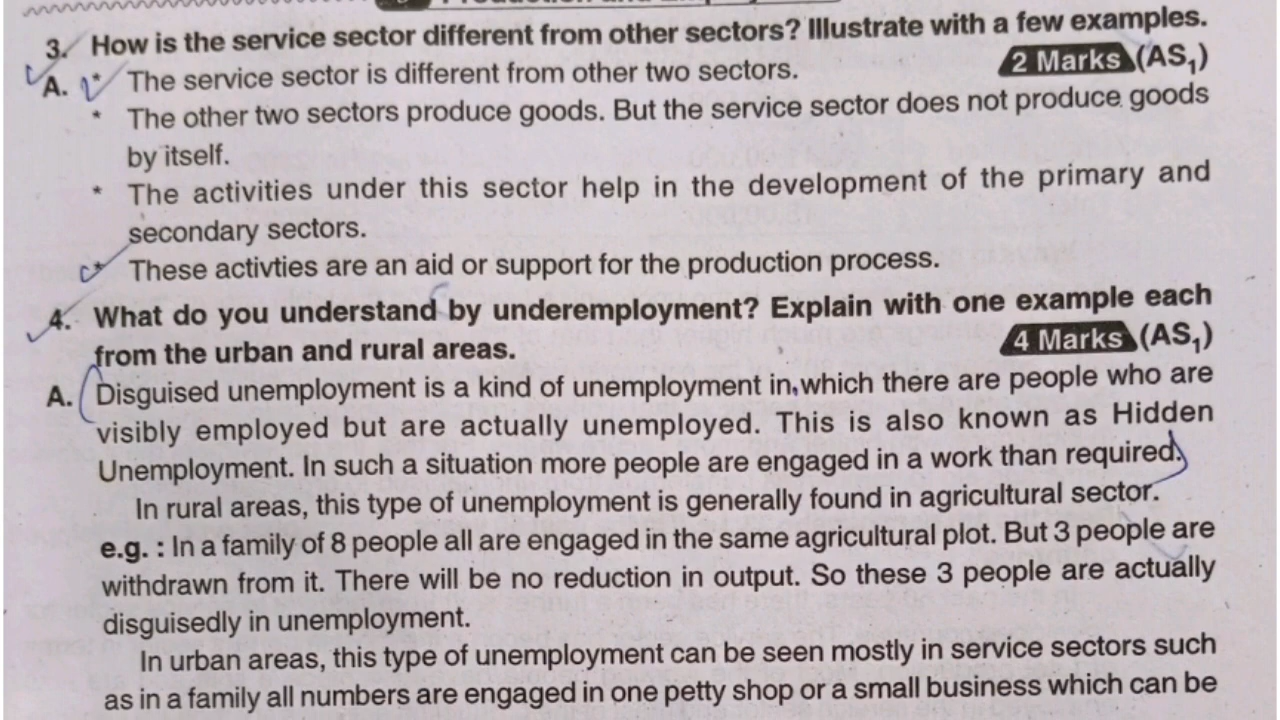 3. How is the service sector different from other sectors? Illustrate with a few examples.
2 Marks (AS₁)
A. * The service sector is different from other two sectors.
* The other two sectors produce goods. But the service sector does not produce goods
by itself.
* The activities under this sector help in the development of the primary and
secondary sectors.
* These activties are an aid or support for the production process.
4. What do you understand by underemployment? Explain with one example each
from the urban and rural areas.
4 Marks (AS₁)
A. Disguised unemployment is a kind of unemployment in which there are people who are
visibly employed but are actually unemployed. This is also known as Hidden
Unemployment. In such a situation more people are engaged in a work than required.
In rural areas, this type of unemployment is generally found in agricultural sector.
e.g. : In a family of 8 people all are engaged in the same agricultural plot. But 3 people are
withdrawn from it. There will be no reduction in output. So these 3 people are actually
disguisedly in unemployment.
In urban areas, this type of unemployment can be seen mostly in service sectors such
as in a family all numbers are engaged in one petty shop or a small business which can be